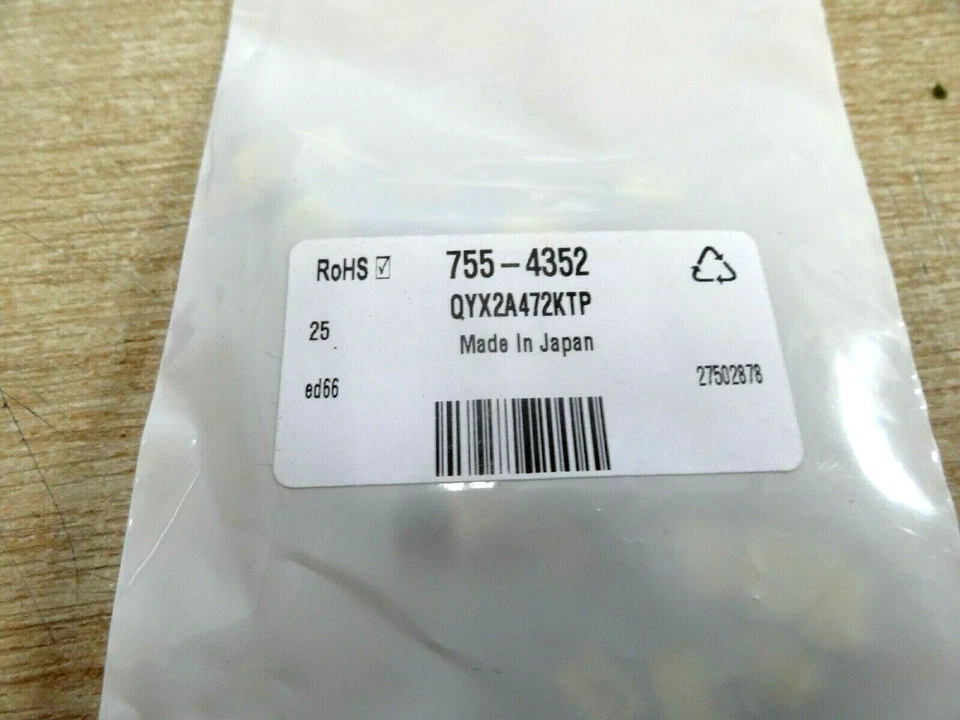 RoHS ☑ 755-4352
QYX2A472KTP
25
Made In Japan
ed66
27502878